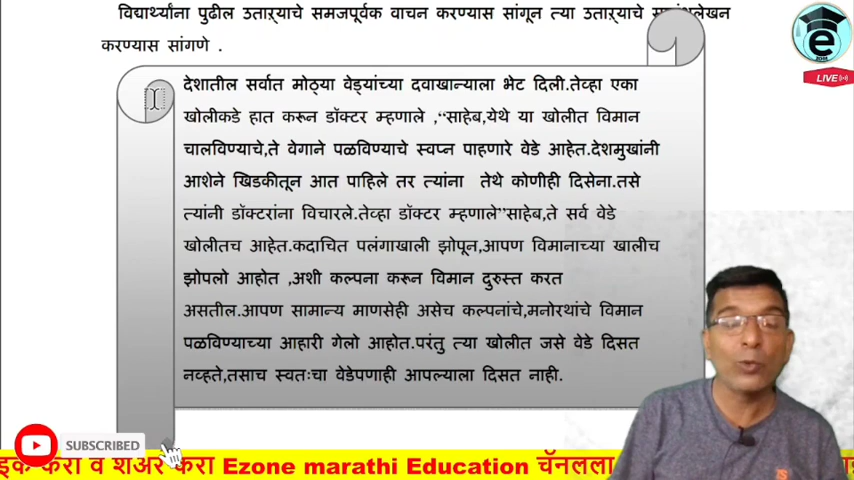 विद्यार्थ्यांना पुढील उताऱ्याचे समजपूर्वक वाचन करण्यास सांगून त्या उताऱ्याचे
करण्यास सांगणे .
देशातील सर्वात मोठ्या वेड्यांच्या दवाखान्याला भेट दिली.तेव्हा एका
खोलीकडे हात करून डॉक्टर म्हणाले ,“साहेब,येथे या खोलीत विमान
चालविण्याचे,ते वेगाने पळविण्याचे स्वप्न पाहणारे वेडे आहेत.देशमुखांनी
आशेने खिडकीतून आत पाहिले तर त्यांना तेथे कोणीही दिसेना.तसे
त्यांनी डॉक्टरांना विचारले.तेव्हा डॉक्टर म्हणाले”साहेब,ते सर्व वेडे
खोलीतच आहेत.कदाचित पलंगाखाली झोपून,आपण विमानाच्या खालीच
झोपलो आहोत ,अशी कल्पना करून विमान दुरुस्त करत
असतील.आपण सामान्य माणसेही असेच कल्पनांचे,मनोरथांचे विमान
पळविण्याच्या आहारी गेलो आहोत.परंतु त्या खोलीत जसे वेडे दिसत
नव्हते,तसाच स्वतःचा वेडेपणाही आपल्याला दिसत नाही.
e
LIVE
SUBSCRIBED
करा व शेअर करा Ezone marathi Education चॅनलला